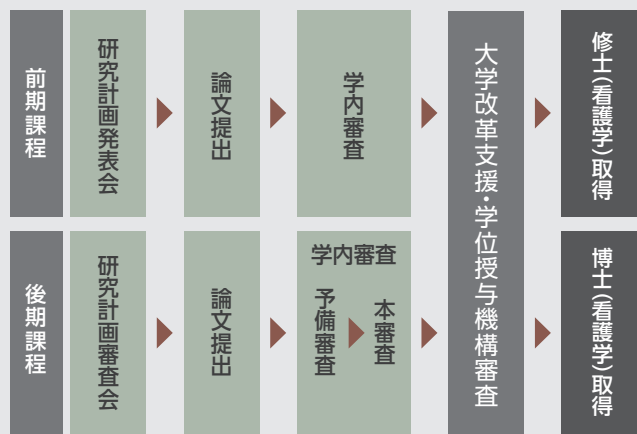 前期課程
研究計画発表会
論文提出
学内審査
大学改革支援・学位授与機構審査
修士(看護学)取得
後期課程
研究計画審査会
論文提出
学内審査
予備審査
本審査
博士(看護学)取得